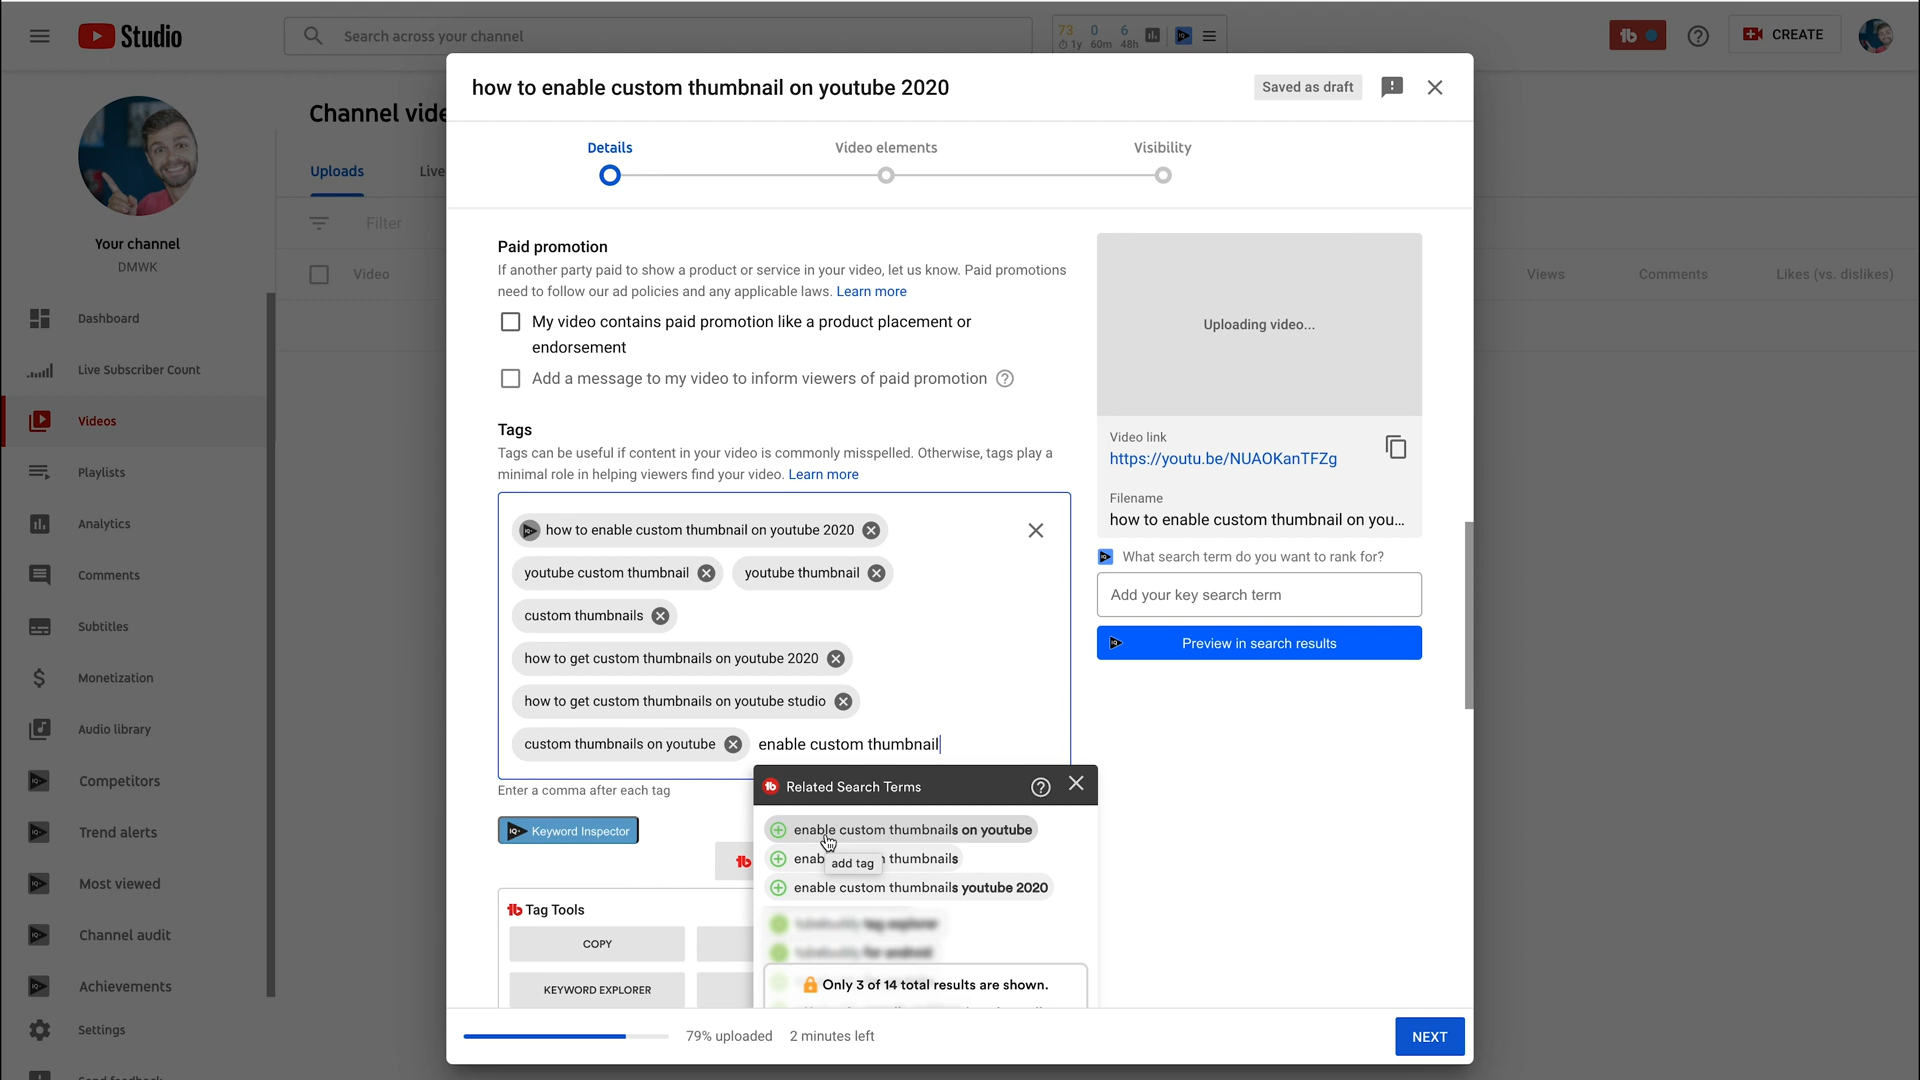 Studio
Search across your channel
73 0 6
1y 60m 48h
CREATE
how to enable custom thumbnail on youtube 2020
Saved as draft
Channel vide
Details
Video elements
Visibility
Uploads
Live
Filter
Video
Views
Comments
Likes (vs. dislikes)
Your channel
DMWK
Dashboard
Live Subscriber Count
Videos
Playlists
Analytics
Comments
Subtitles
Monetization
Audio library
Competitors
Trend alerts
Most viewed
Channel audit
Achievements
Settings
Paid promotion
If another party paid to show a product or service in your video, let us know. Paid promotions
need to follow our ad policies and any applicable laws. Learn more
My video contains paid promotion like a product placement or
endorsement
Add a message to my video to inform viewers of paid promotion
Tags
Tags can be useful if content in your video is commonly misspelled. Otherwise, tags play a
minimal role in helping viewers find your video. Learn more
how to enable custom thumbnail on youtube 2020
youtube custom thumbnail
youtube thumbnail
custom thumbnails
how to get custom thumbnails on youtube 2020
how to get custom thumbnails on youtube studio
custom thumbnails on youtube
enable custom thumbnail
Enter a comma after each tag
Keyword Inspector
Related Search Terms
enable custom thumbnails on youtube
enab
thumbnails
add tag
enable custom thumbnails youtube 2020
Only 3 of 14 total results are shown.
Tag Tools
COPY
KEYWORD EXPLORER
Uploading video...
Video link
https://youtu.be/NUAOKanTFZg
Filename
how to enable custom thumbnail on you...
What search term do you want to rank for?
Add your key search term
Preview in search results
79% uploaded
2 minutes left
NEXT